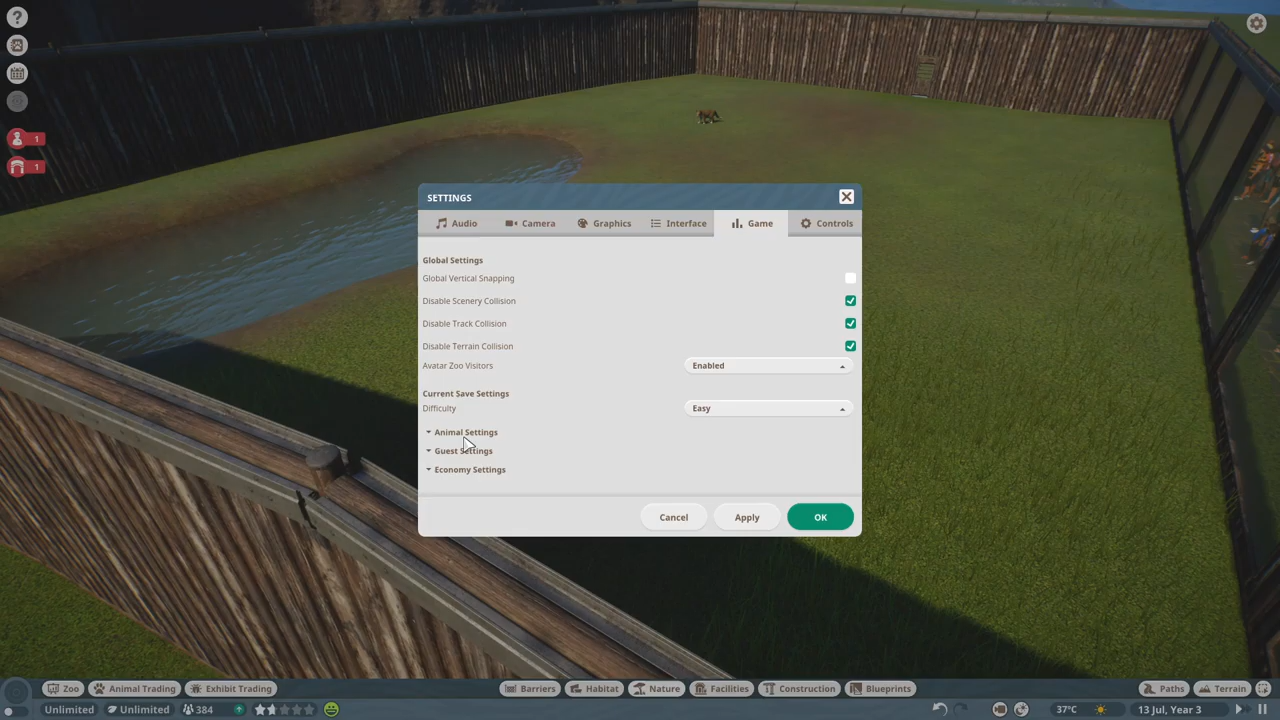 ?
1
1
SETTINGS
Audio Camera Graphics Interface Game Controls
Global Settings
Global Vertical Snapping
Disable Scenery Collision
Disable Track Collision
Disable Terrain Collision
Avatar Zoo Visitors Enabled
Current Save Settings
Difficulty Easy
Animal Settings
Guest Settings
Economy Settings
Cancel Apply OK
Zoo Animal Trading Exhibit Trading Barriers Habitat Nature Facilities Construction Blueprints Paths Terrain
Unlimited Unlimited 384 37°C 13 Jul, Year 3